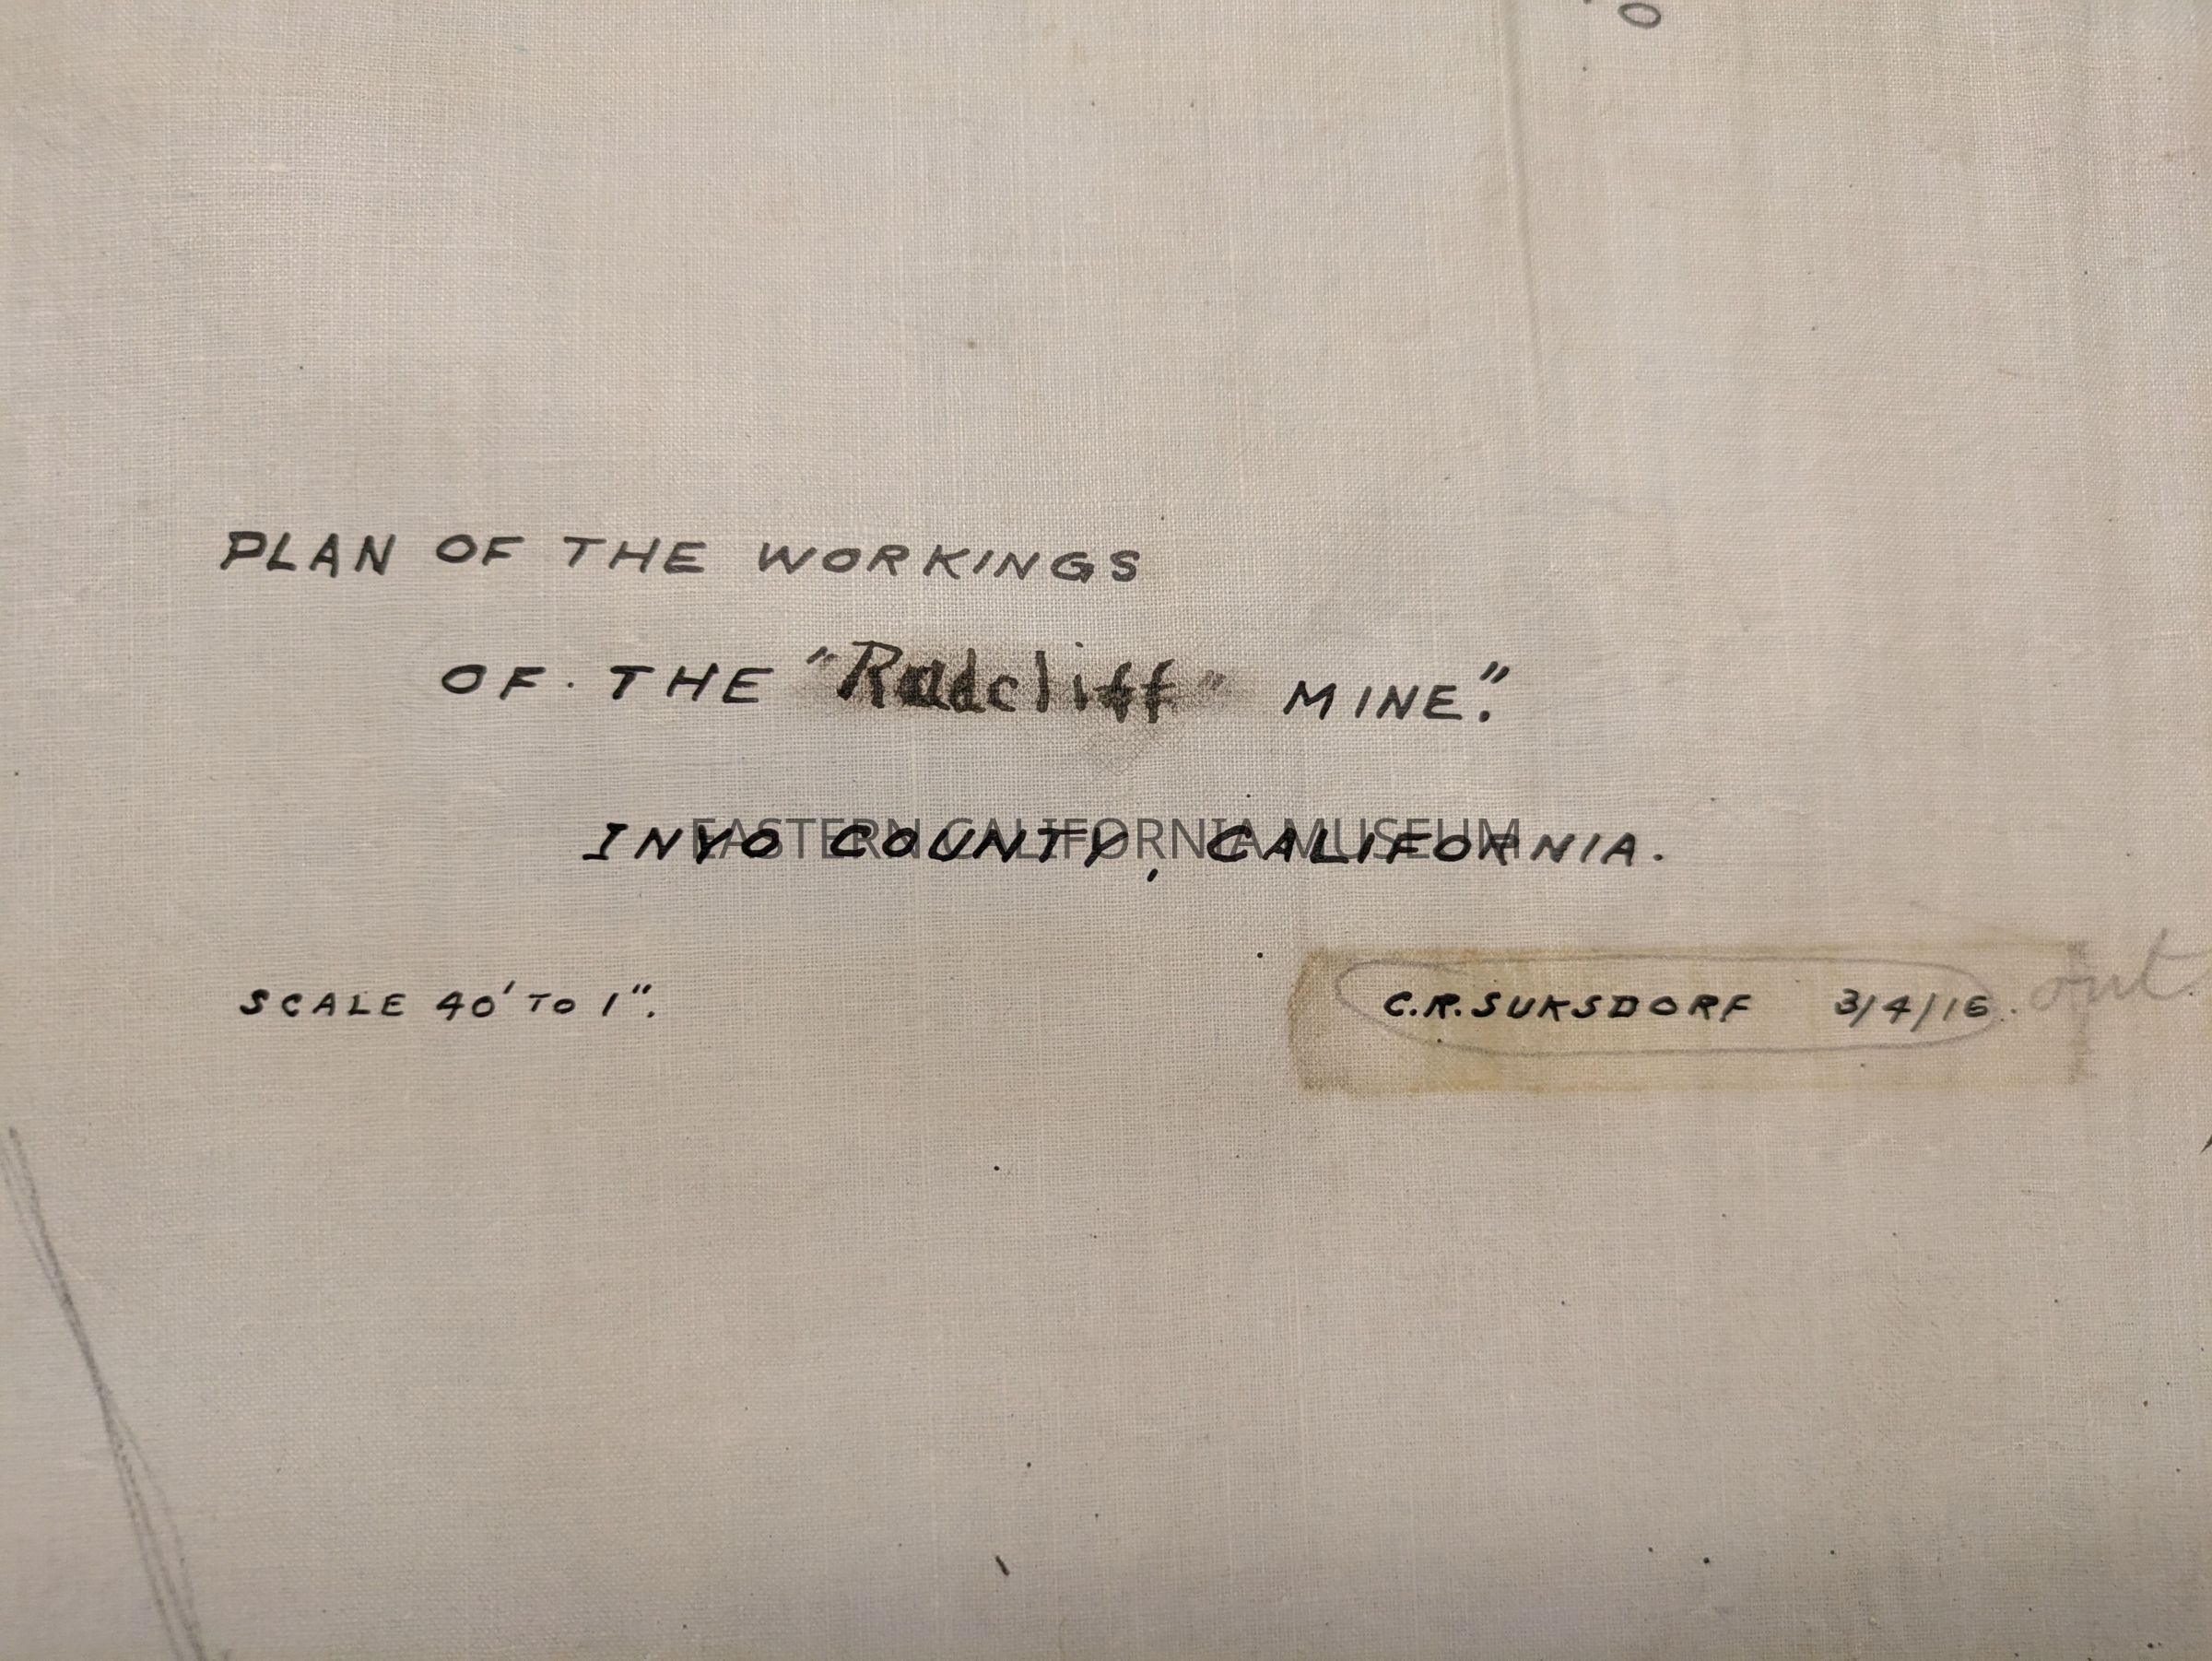 PLAN OF THE WORKINGS
OF. THE "Radcliff" MINE."
INYO COUNTY, CALIFORNIA.
EASTERN CALIFORNIA MUSEUM
SCALE 40' TO 1".
C.R. SUKSDORF 3/4/16. out